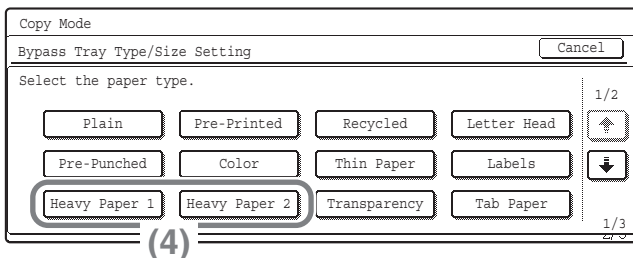 Copy Mode
Bypass Tray Type/Size Setting Cancel
Select the paper type.
1/2
Plain Pre-Printed Recycled Letter Head
Pre-Punched Color Thin Paper Labels
Heavy Paper 1 Heavy Paper 2 Transparency Tab Paper
1/3
(4)